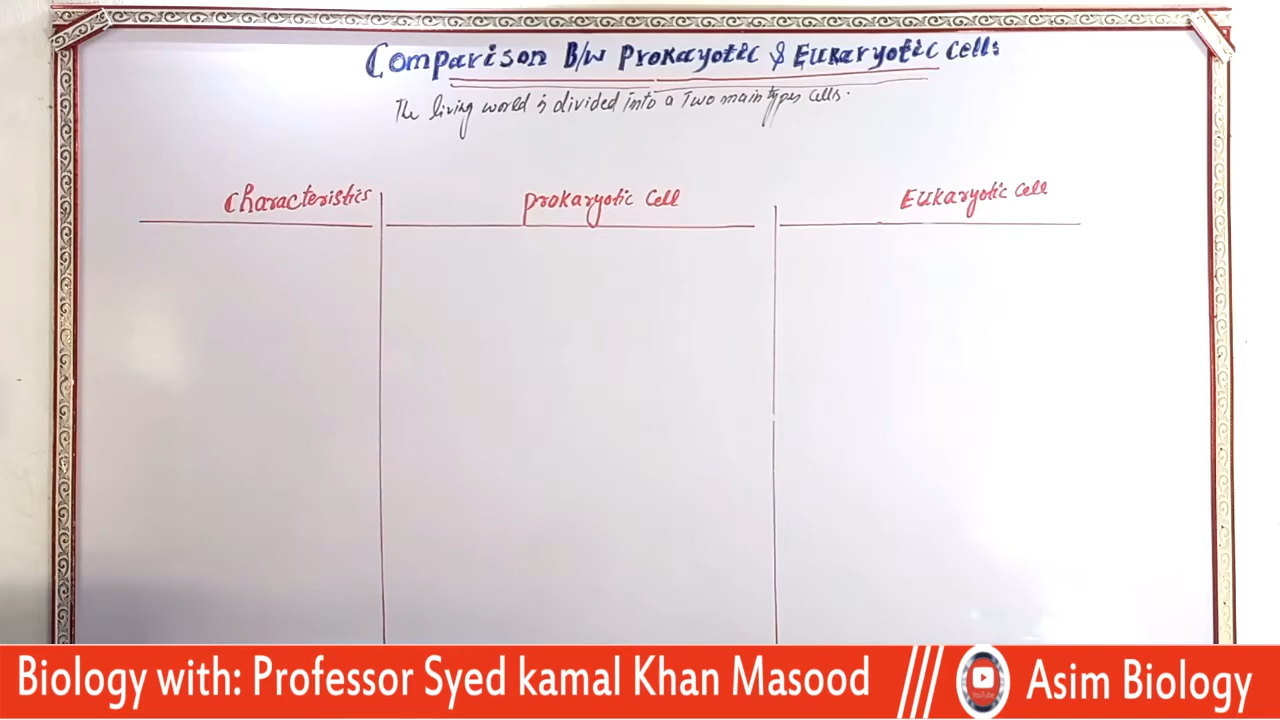 Comparison B/w Prokaryotic & Eukaryotic Cells
The living world is divided into a Two main types cells.
Characteristics
Prokaryotic Cell
Eukaryotic Cell
Biology with: Professor Syed kamal Khan Masood
YouTube
Asim Biology